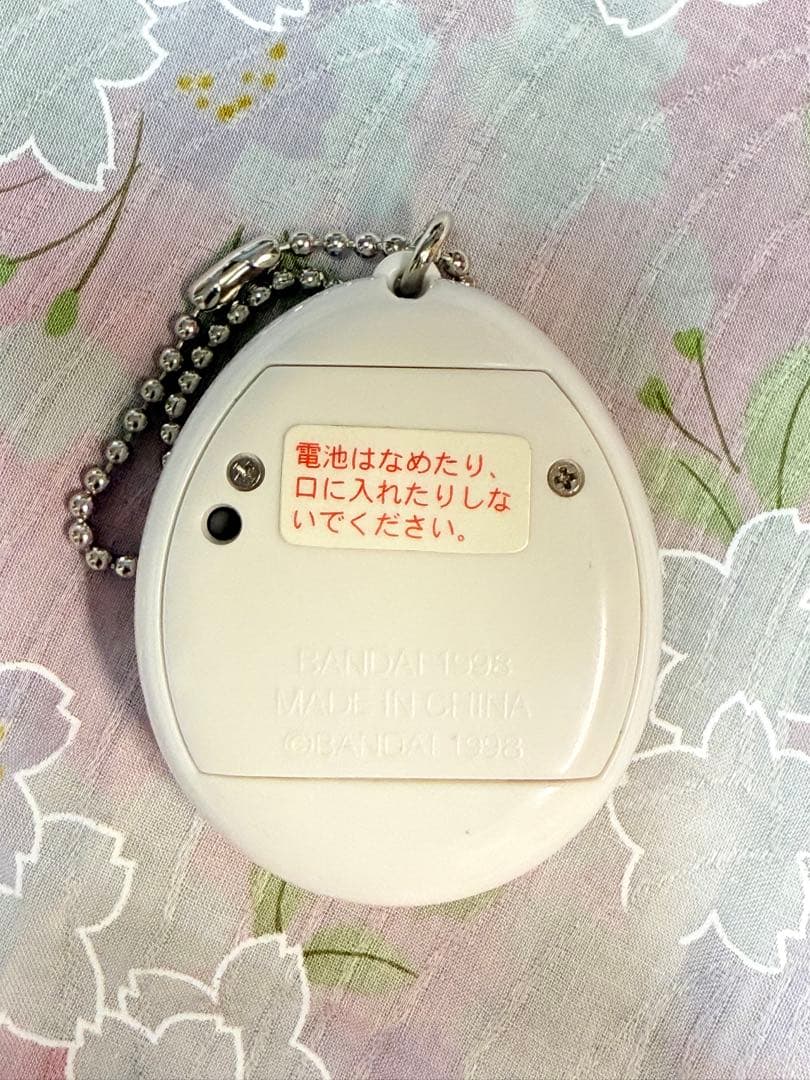 電池はなめたり、
口に入れたりしな
いでください。
BANDAI 1998
MADE IN CHINA
©BANDAI 1998